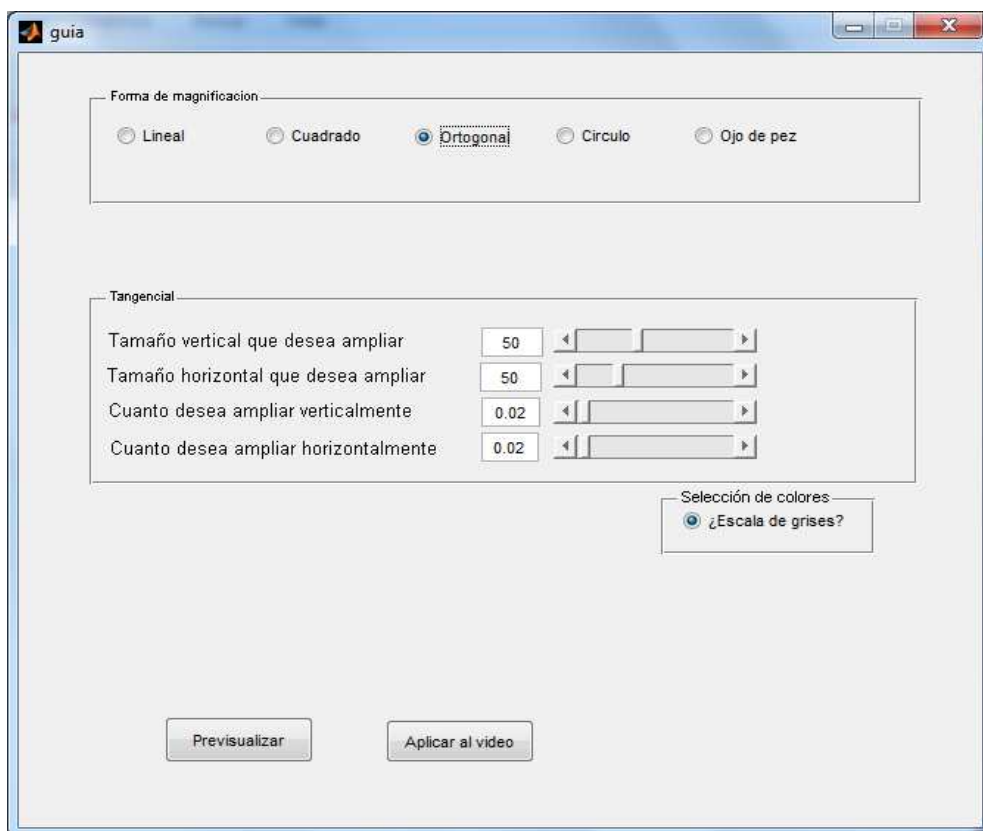 guia
Forma de magnificacion
Lineal Cuadrado Ortogonal Circulo Ojo de pez
Tangencial
Tamaño vertical que desea ampliar 50
Tamaño horizontal que desea ampliar 50
Cuanto desea ampliar verticalmente 0.02
Cuanto desea ampliar horizontalmente 0.02
Selección de colores
¿Escala de grises?
Previsualizar Aplicar al video